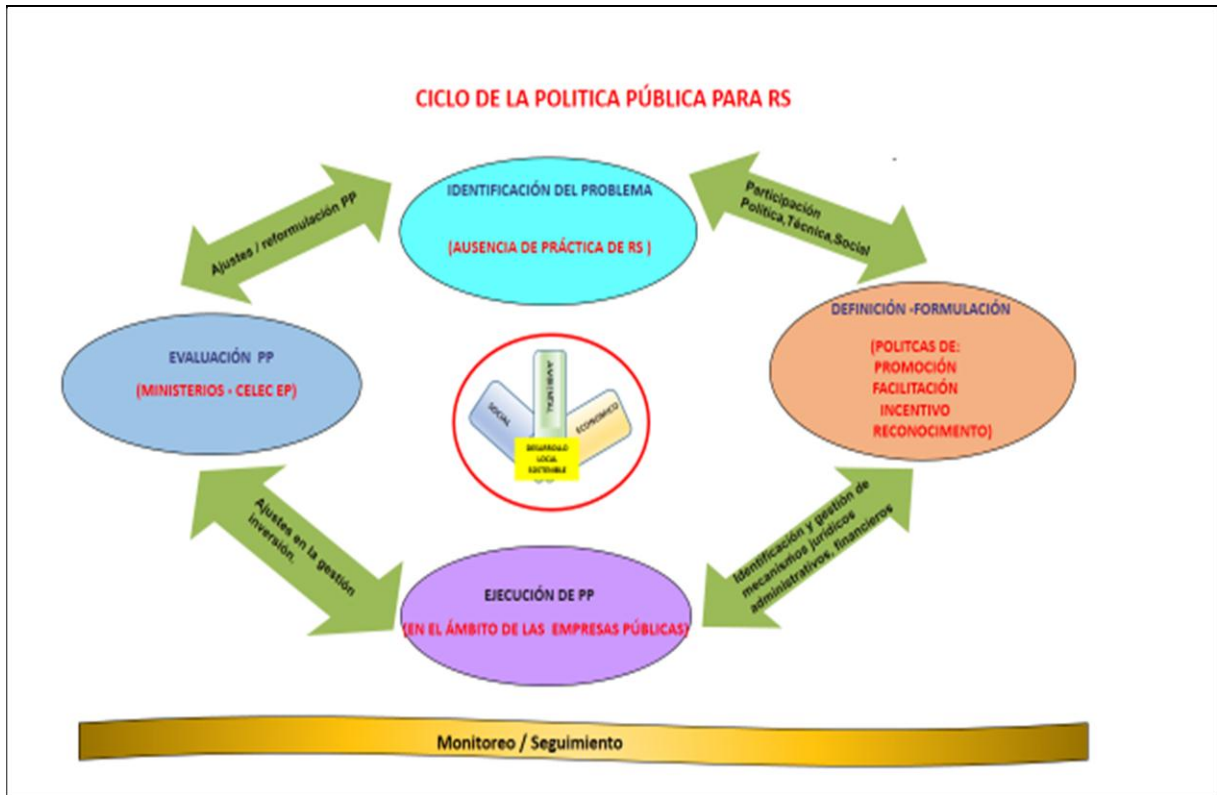 CICLO DE LA POLITICA PÚBLICA PARA RS
IDENTIFICACIÓN DEL PROBLEMA
(AUSENCIA DE PRÁCTICA DE RS )
Participación
Política,Técnica,Social
DEFINICIÓN -FORMULACIÓN
(POLITCAS DE:
PROMOCIÓN
FACILITACIÓN
INCENTIVO
RECONOCIMENTO)
Identificación y gestión de
mecanismos jurídicos
administrativos, financieros
EJECUCIÓN DE PP
(EN EL ÁMBITO DE LAS EMPRESAS PÚBLICAS)
Ajustes en la gestión
inversión.
EVALUACIÓN PP
(MINISTERIOS - CELEC EP)
Ajustes / reformulación PP
SOCIAL
AMBIENTAL
ECONOMICO
DESARROLLO
LOCAL
SOSTENIBLE
Monitoreo / Seguimiento